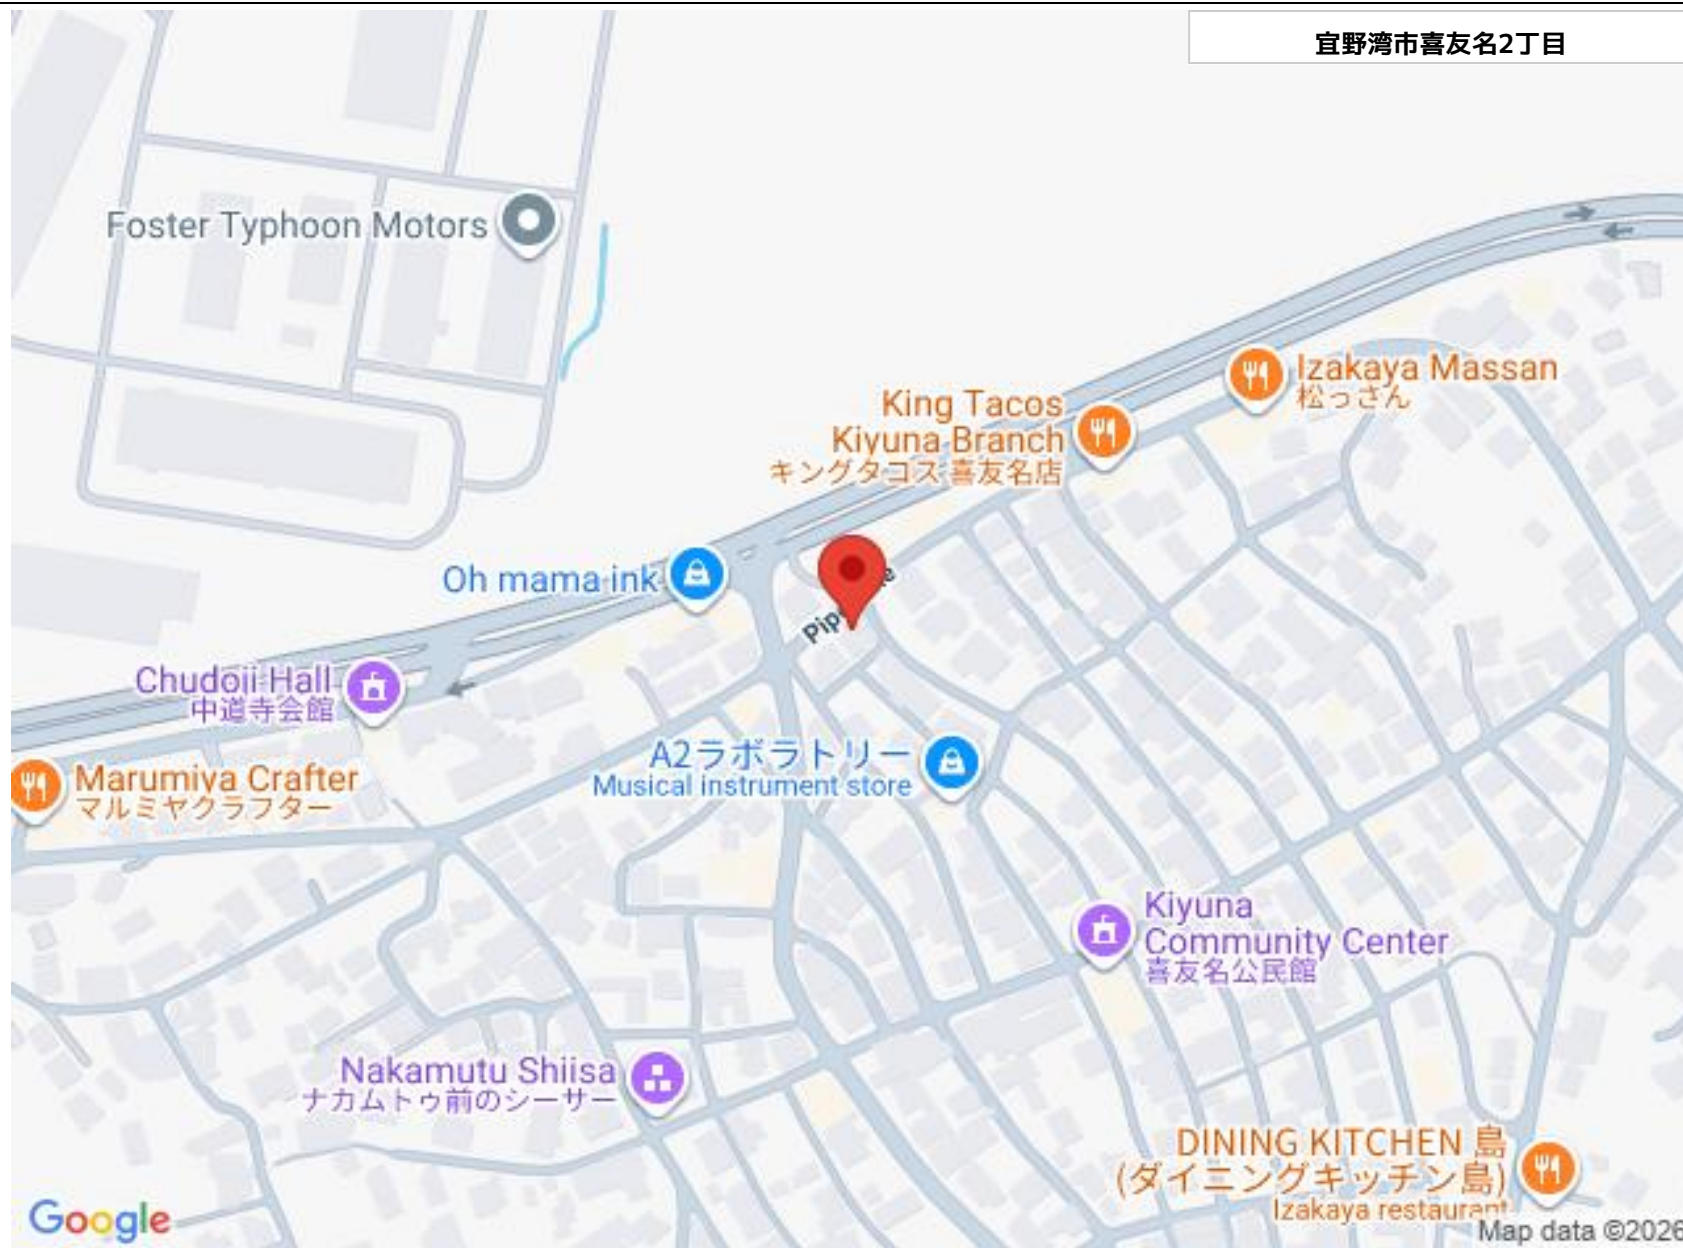 宜野湾市喜友名2丁目
Foster Typhoon Motors
Izakaya Massan
松っさん
King Tacos
Kiyuna Branch
キングタコス 喜友名店
Oh mama ink
Chudoji Hall
中道寺会館
A2ラボラトリー
Musical instrument store
Marumiya Crafter
マルミヤクラフター
Kiyuna
Community Center
喜友名公民館
Nakamutu Shiisa
ナカムトゥ前のシーサー
DINING KITCHEN 島
(ダイニングキッチン島)
Izakaya restaurant
Google
Map data ©2026